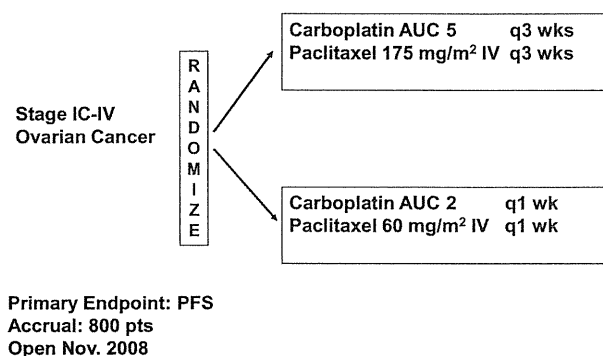 Carboplatin AUC 5 q3 wks
Paclitaxel 175 mg/m² IV q3 wks
Stage IC-IV
Ovarian Cancer
RANDOMIZE
Carboplatin AUC 2 q1 wk
Paclitaxel 60 mg/m² IV q1 wk
Primary Endpoint: PFS
Accrual: 800 pts
Open Nov. 2008